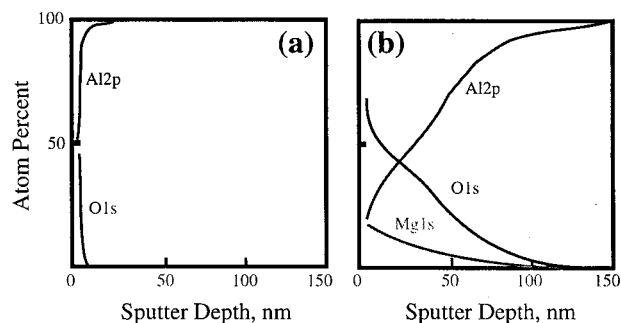 100
(a)
(b)
Al2p
Al2p
50
Atom Percent
O1s
O1s
Mg1s
0
0
50
100
150
0
50
100
150
Sputter Depth, nm
Sputter Depth, nm